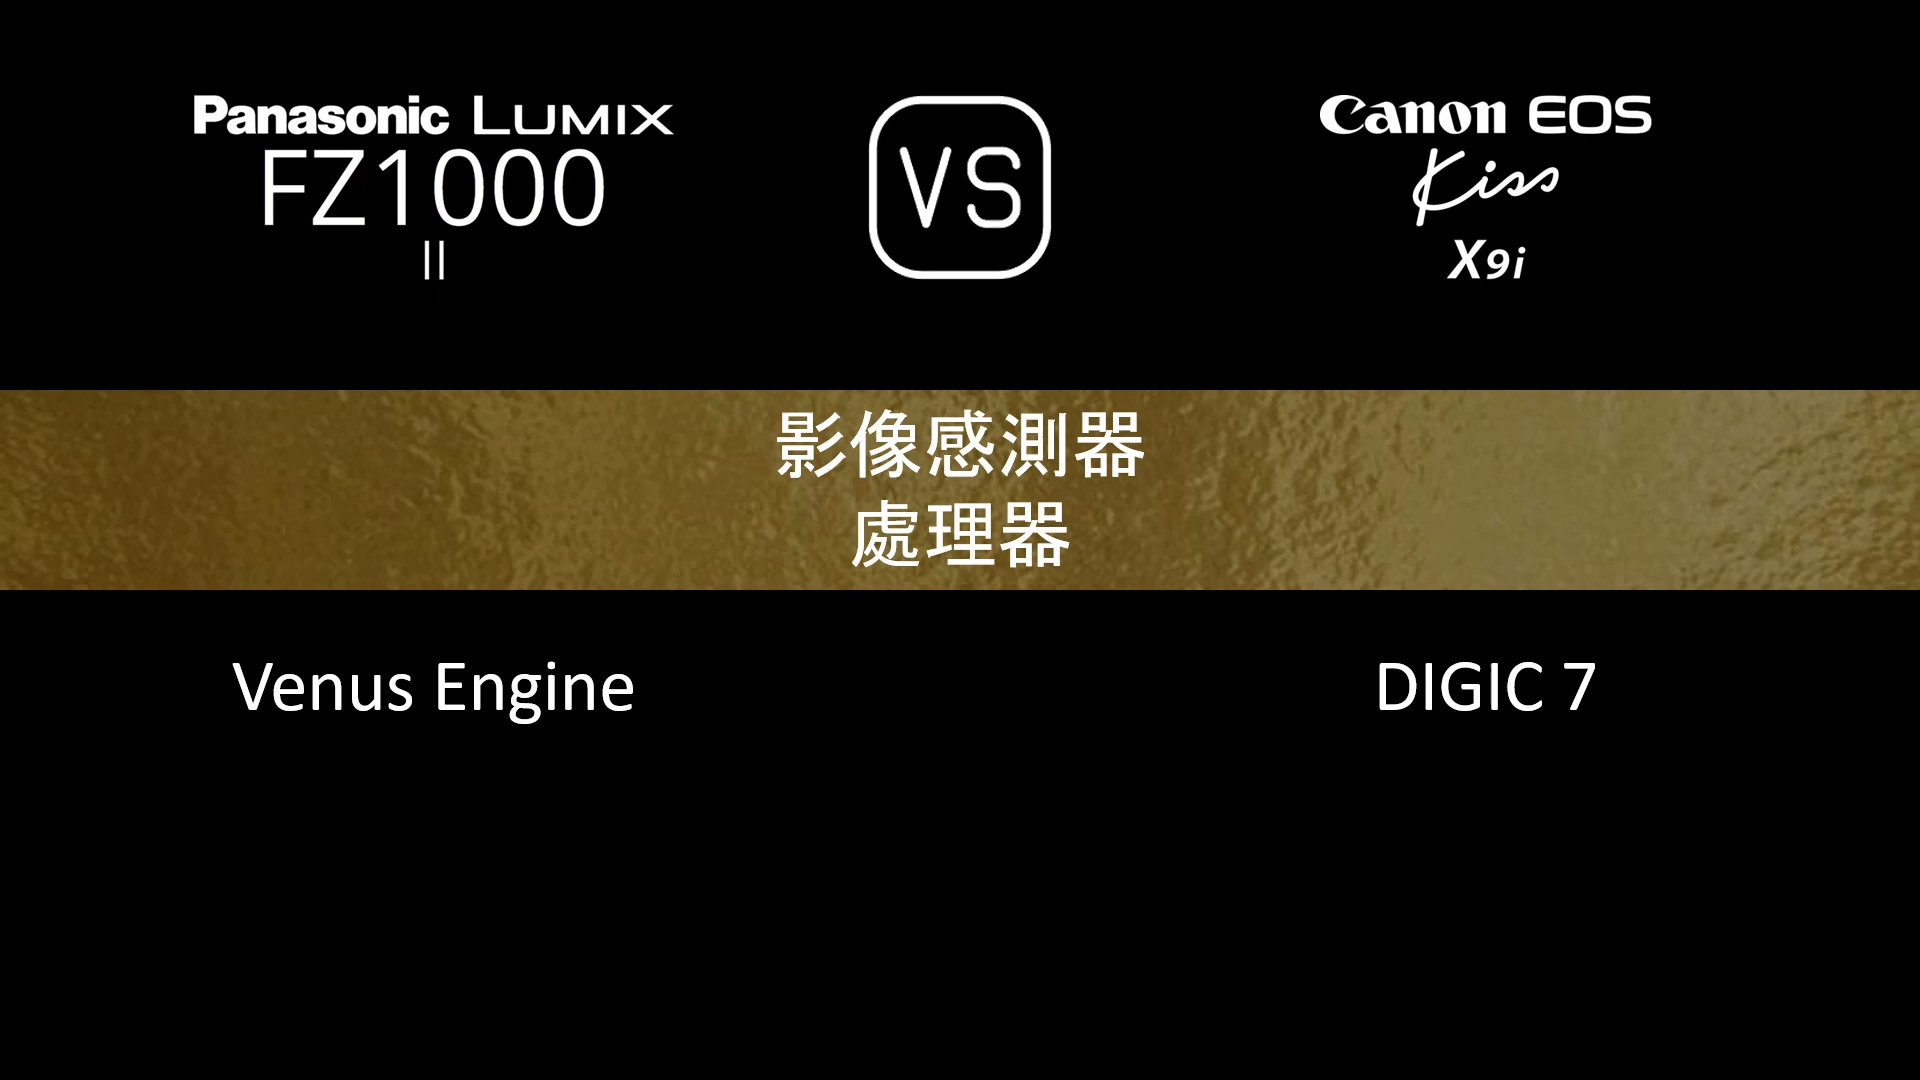 Panasonic LUMIX
FZ1000
II
VS
Canon EOS
Kiss
X9i
影像感測器
處理器
Venus Engine
DIGIC 7